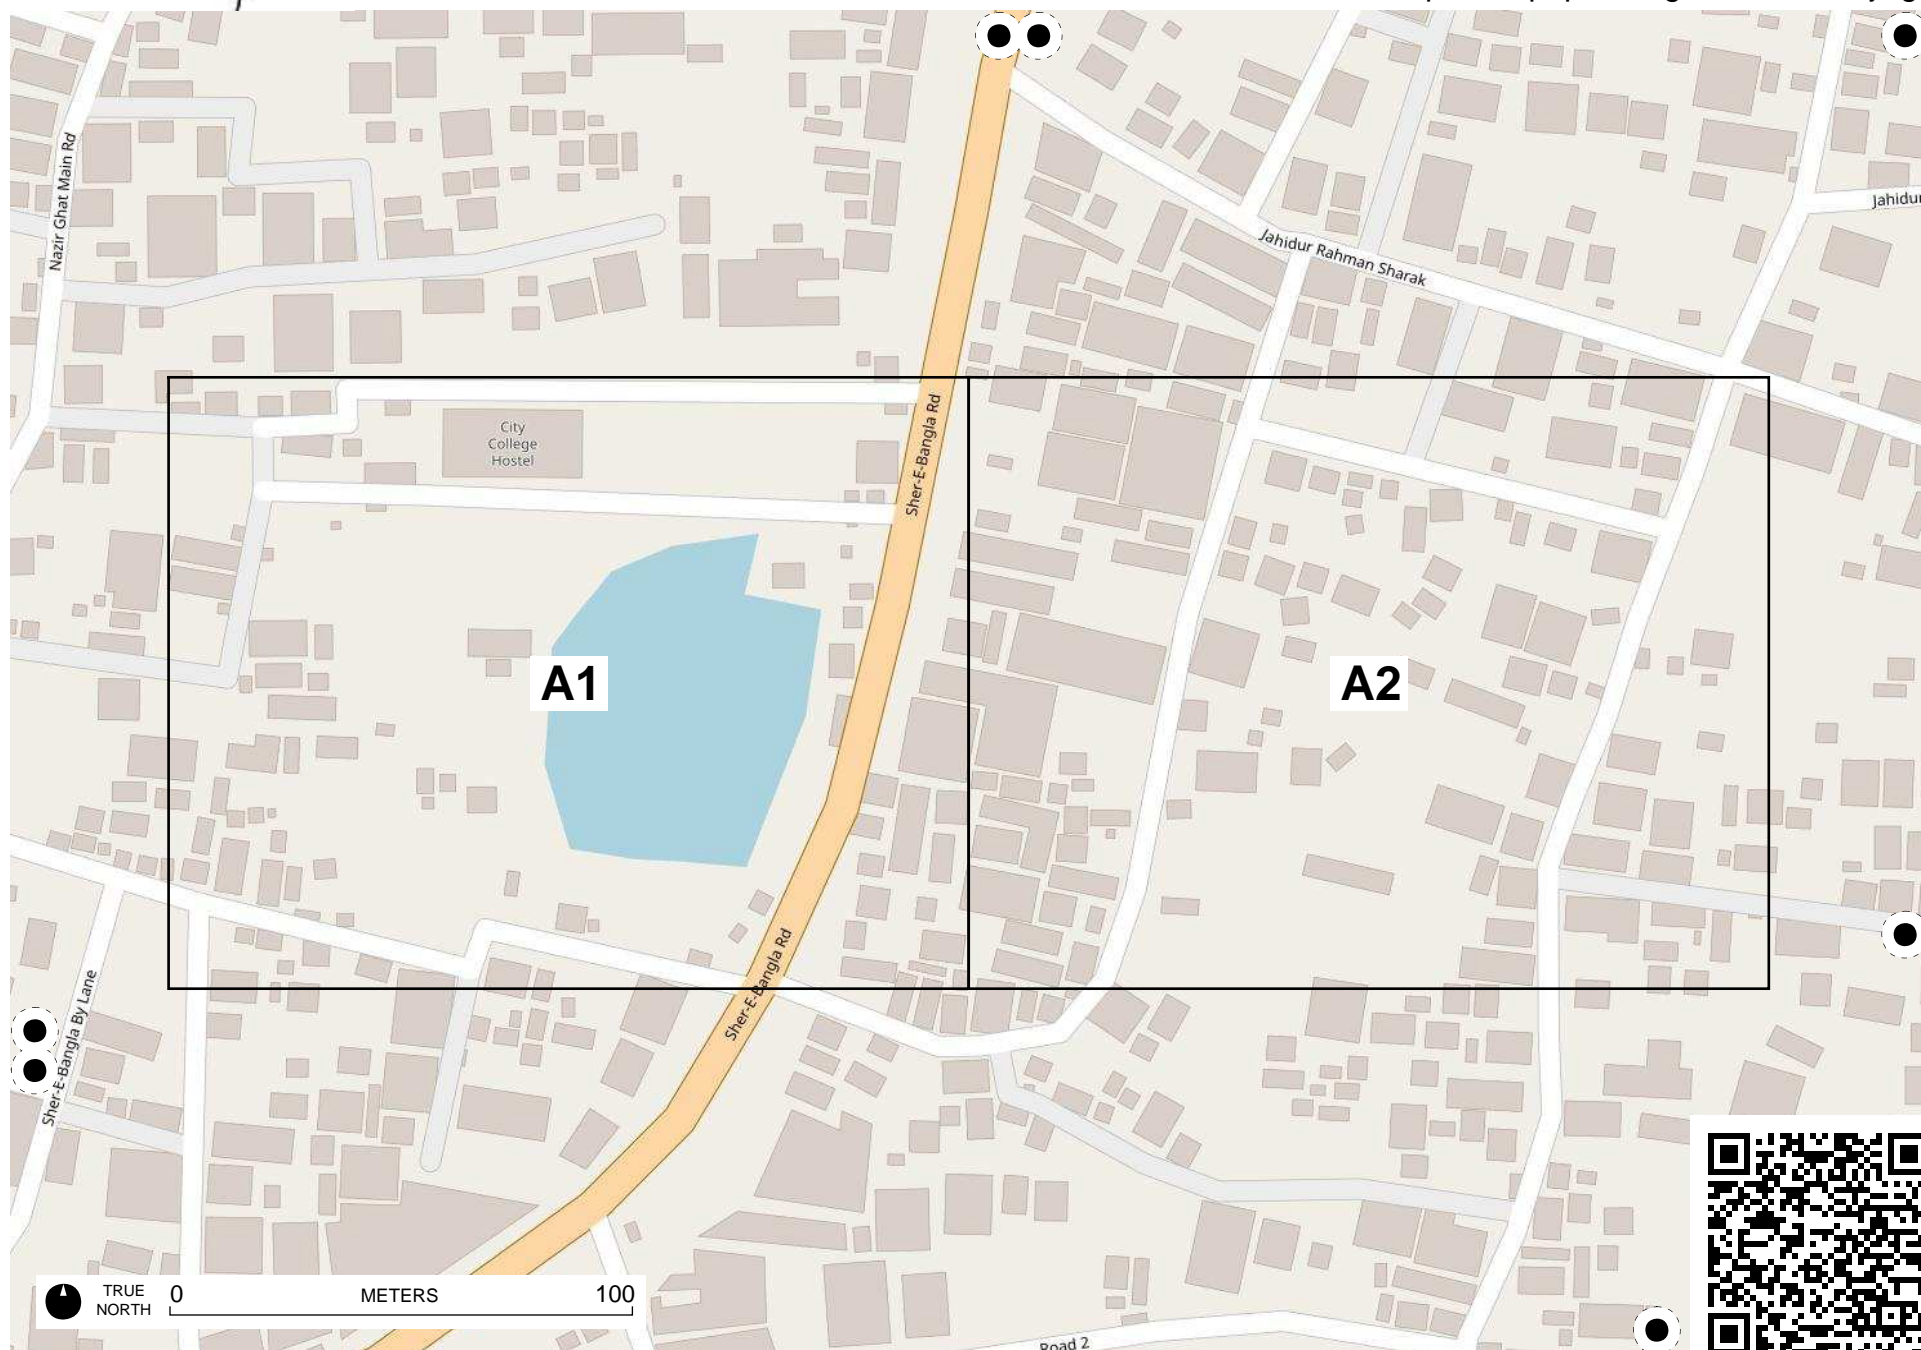 Nazir Ghat Main Rd
Jahidur Rahman Sharak
Jahidur
City
College
Hostel
Sher-E-Bangla Rd
A1
A2
Sher-E-Bangla Rd
Sher-E-Bangla By Lane
TRUE
NORTH
0
METERS
100
Road 2